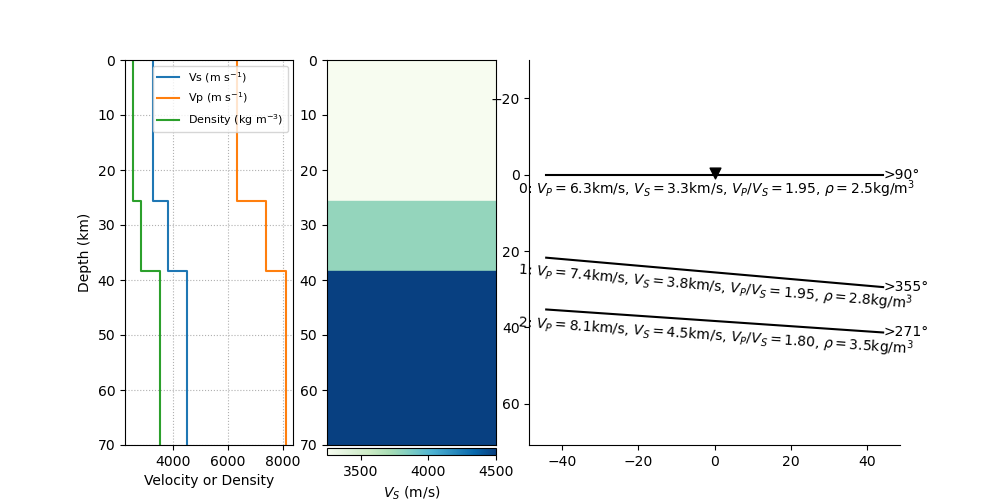 0
10
20
30
40
50
60
70
Depth (km)
Vs (m s⁻¹)
Vp (m s⁻¹)
Density (kg m⁻³)
4000 6000 8000
Velocity or Density
0
10
20
30
40
50
60
70
3500 4000 4500
V_S (m/s)
−20
0
20
40
60
>90°
0: V_P = 6.3km/s, V_S = 3.3km/s, V_P/V_S = 1.95, ρ = 2.5kg/m³
>355°
1: V_P = 7.4km/s, V_S = 3.8km/s, V_P/V_S = 1.95, ρ = 2.8kg/m³
>271°
2: V_P = 8.1km/s, V_S = 4.5km/s, V_P/V_S = 1.80, ρ = 3.5kg/m³
−40 −20 0 20 40